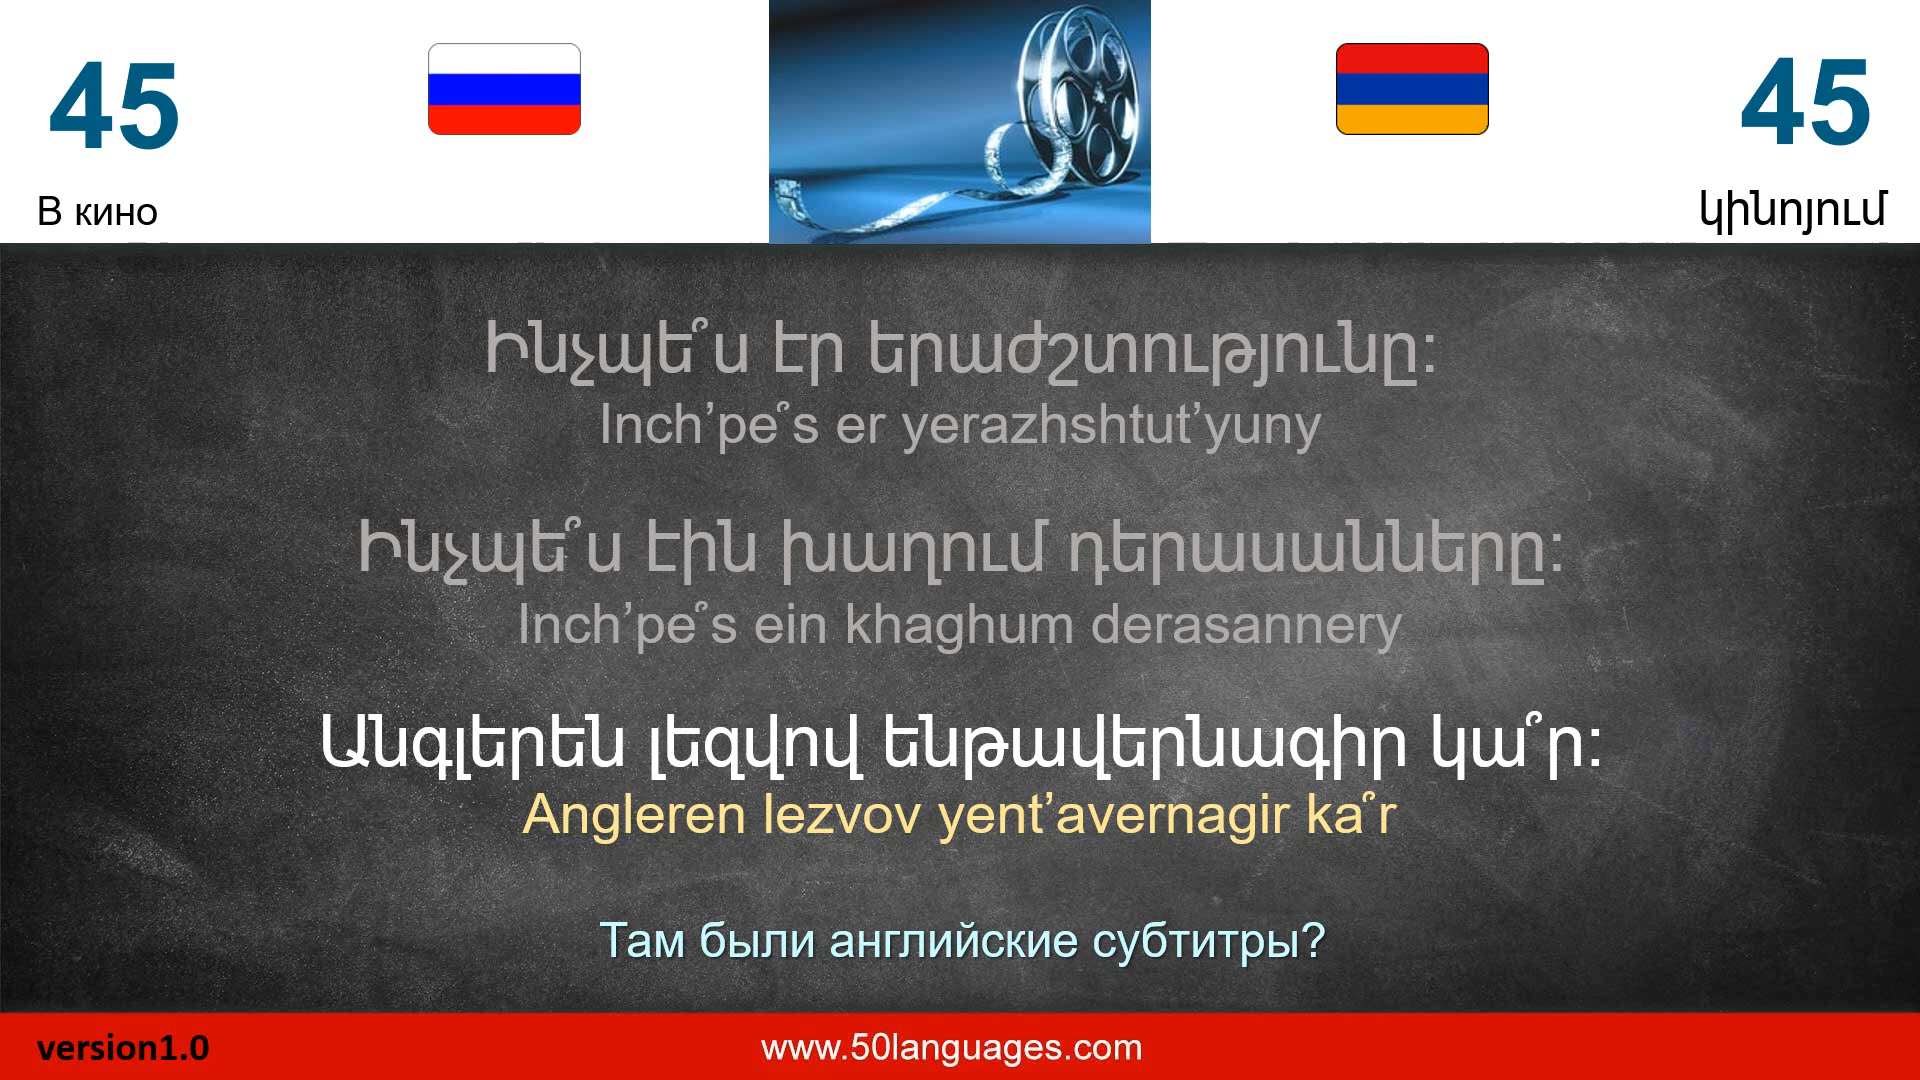 45
45
В кино
կինոյում
Ինչպե՞ս էր երաժշտությունը:
Inch’pe՞s er yerazhshtut’yuny
Ինչպե՞ս էին խաղում դերասանները:
Inch’pe՞s ein khaghum derasannery
Անգլերեն լեզվով ենթավերնագիր կա՞ր:
Angleren lezvov yent’avernagir ka՞r
Там были английские субтитры?
version1.0
www.50languages.com